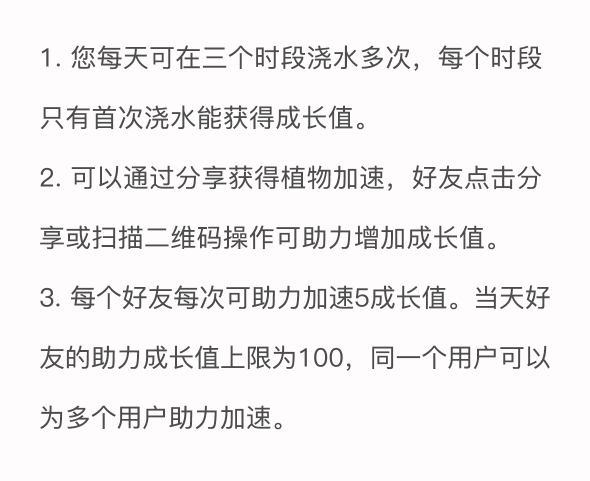 1. 您每天可在三个时段浇水多次，每个时段
只有首次浇水能获得成长值。
2. 可以通过分享获得植物加速，好友点击分
享或扫描二维码操作可助力增加成长值。
3. 每个好友每次可助力加速5成长值。当天好
友的助力成长值上限为100，同一个用户可以
为多个用户助力加速。